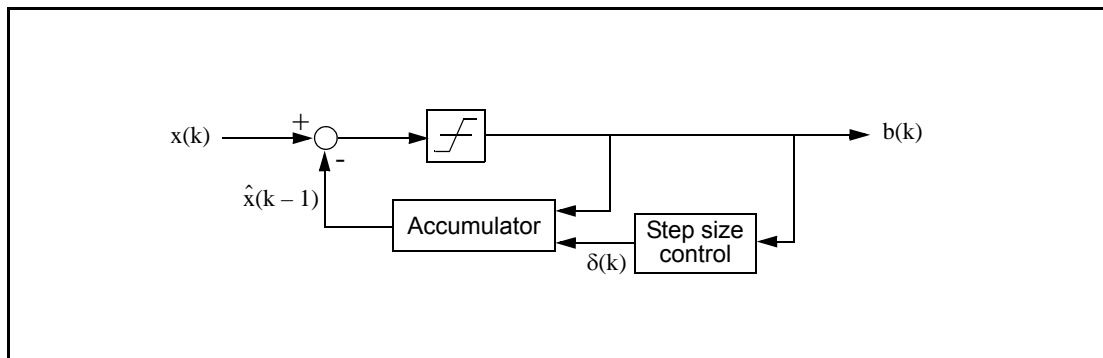 x(k)
+
-
b(k)
x̂(k – 1)
Accumulator
Step size
control
δ(k)